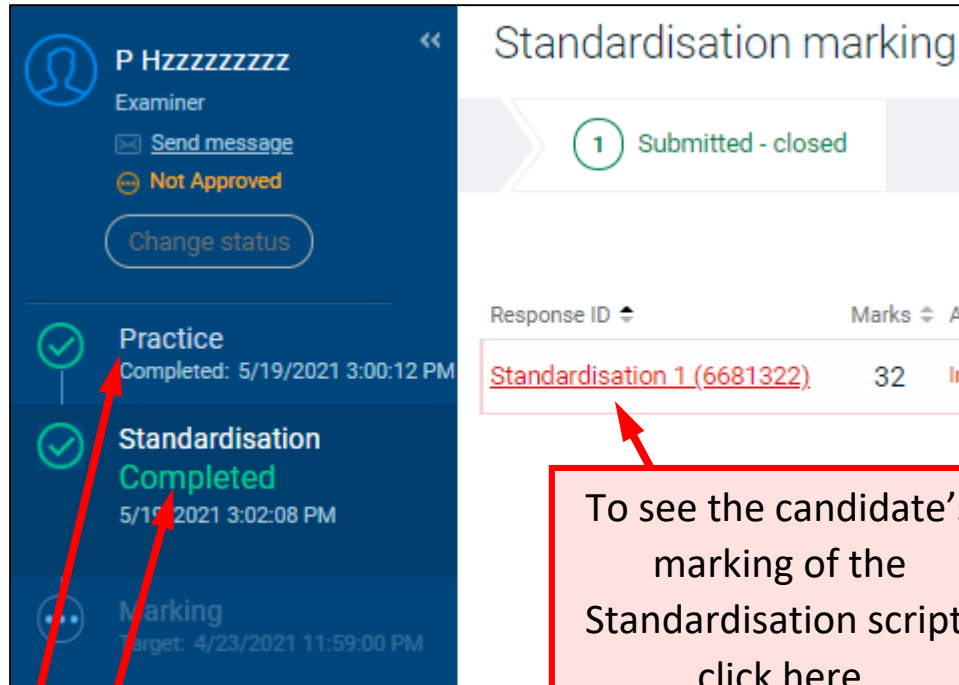 P Hzzzzzzzzz
Examiner
Send message
Not Approved
Change status
Practice
Completed: 5/19/2021 3:00:12 PM
Standardisation
Completed
5/19/2021 3:02:08 PM
Marking
Target: 4/23/2021 11:59:00 PM
Standardisation marking
1 Submitted - closed
Response ID Marks
Standardisation 1 (6681322) 32
To see the candidate's
marking of the
Standardisation script
click here